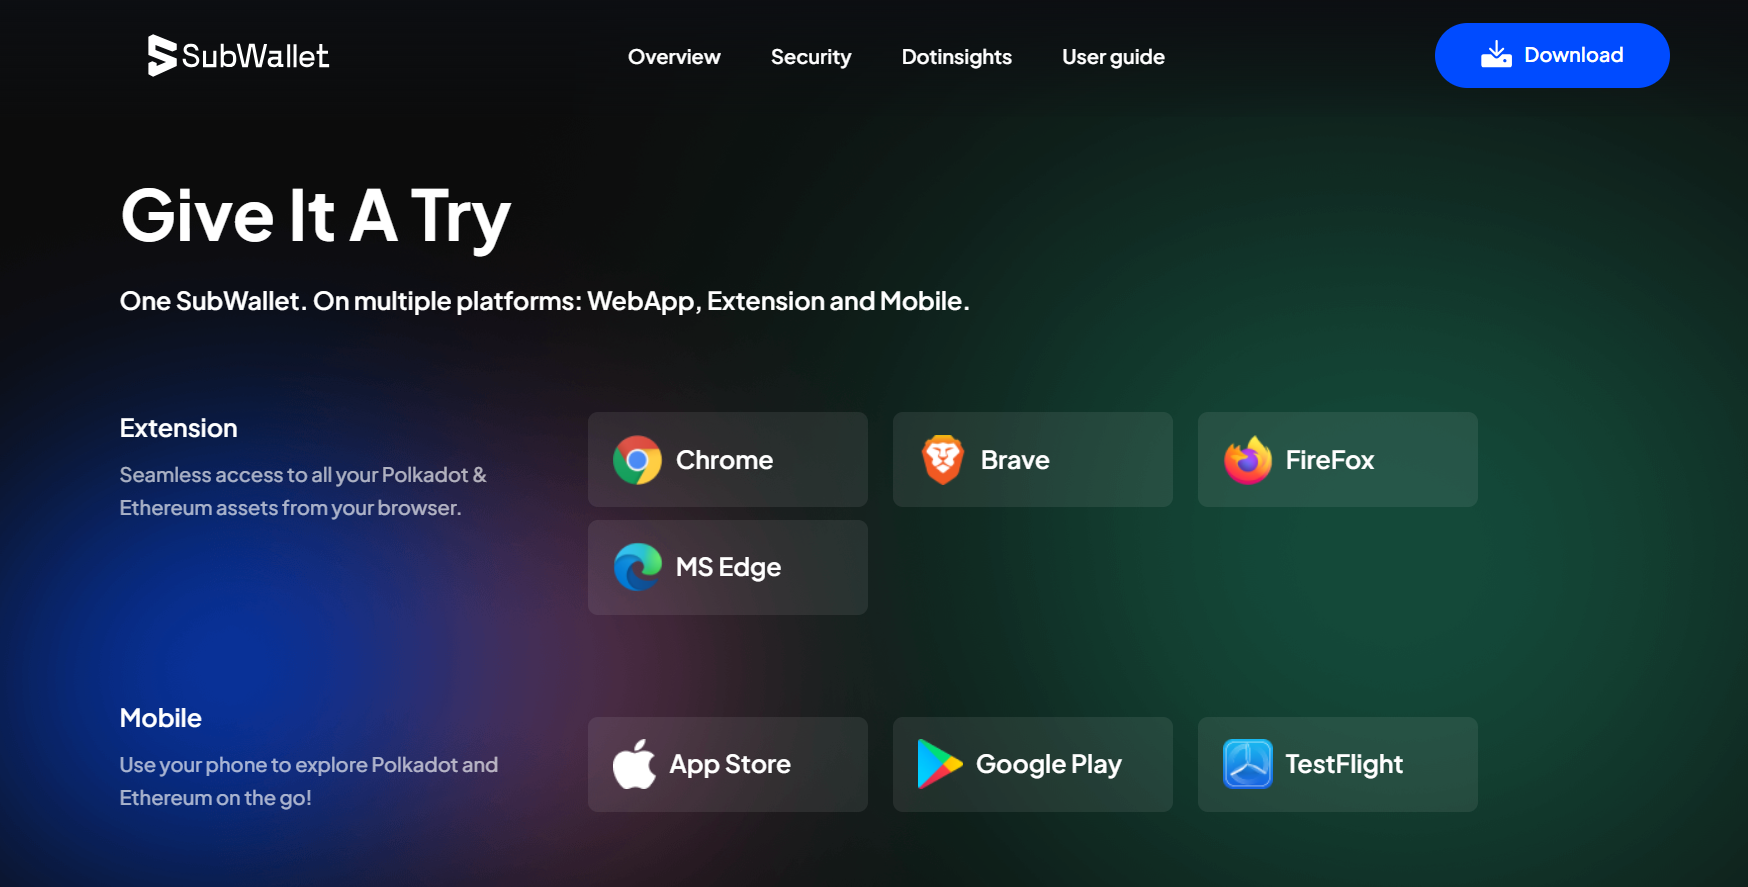 SubWallet
Overview
Security
Dotinsights
User guide
Download
Give It A Try
One SubWallet. On multiple platforms: WebApp, Extension and Mobile.
Extension
Seamless access to all your Polkadot &
Ethereum assets from your browser.
Chrome
Brave
FireFox
MS Edge
Mobile
Use your phone to explore Polkadot and
Ethereum on the go!
App Store
Google Play
TestFlight